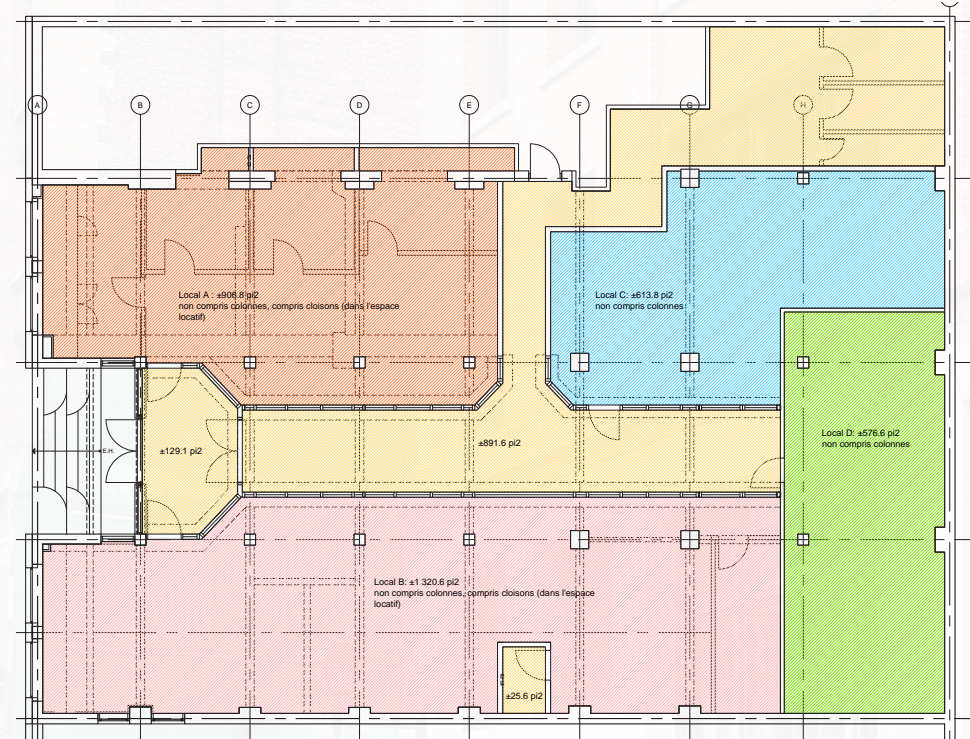 A B C D E F G H
Local A : ±906.8 pi2
non compris colonnes, compris cloisons (dans l'espace
locatif)
Local C: ±613.8 pi2
non compris colonnes
Local D: ±576.6 pi2
non compris colonnes
±891.6 pi2
±129.1 pi2
E.H.
Local B: ±1 320.6 pi2
non compris colonnes, compris cloisons (dans l'espace
locatif)
±25.6 pi2